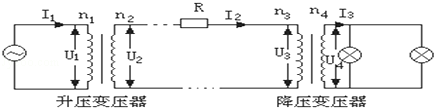 I₁ n₁ n₂ R I₂ n₃ n₄ I₃
U₁ U₂ U₃ U₄
升压变压器 降压变压器